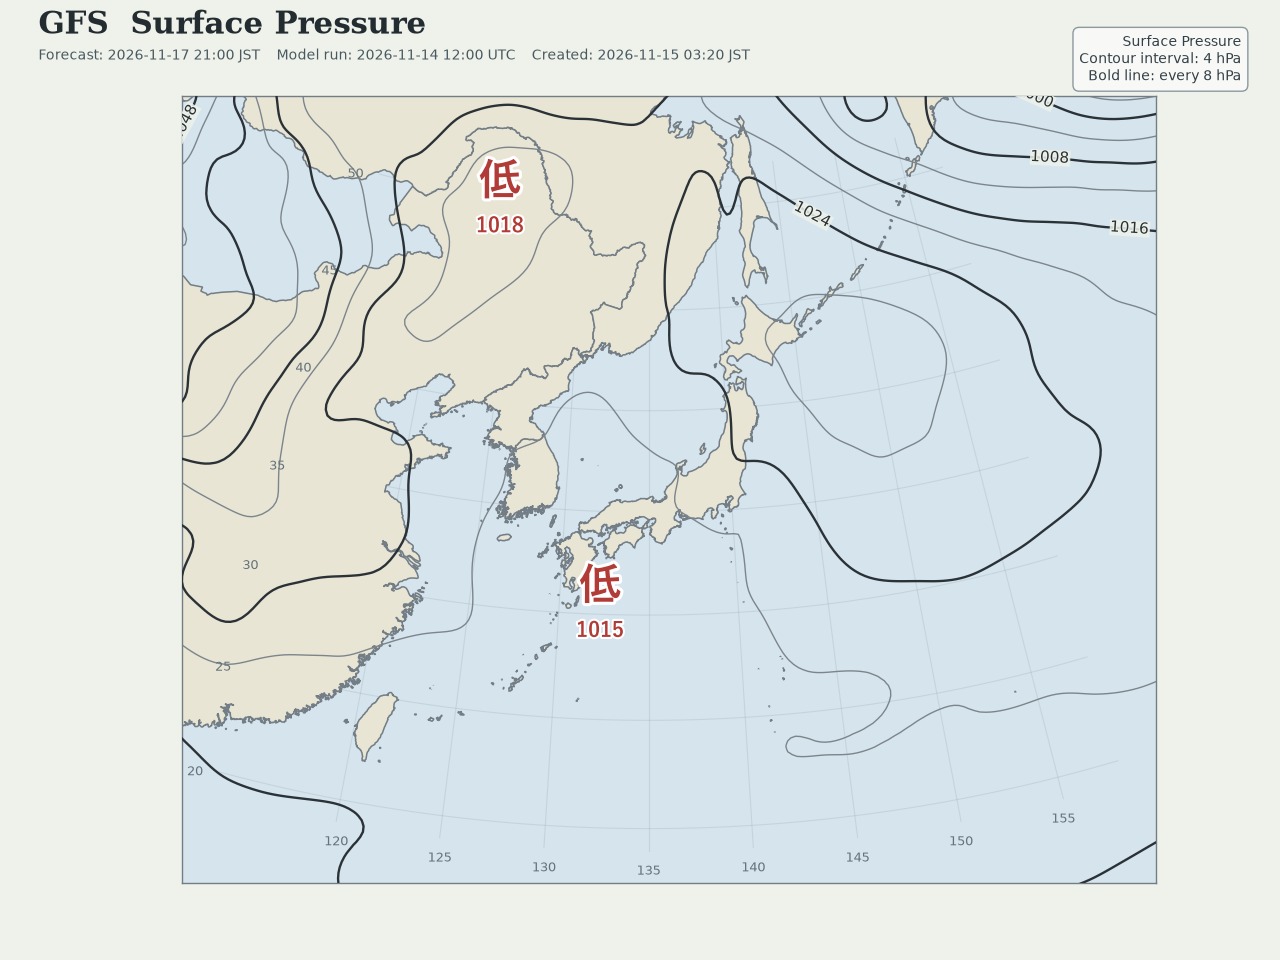 GFS  Surface Pressure
Forecast: 2026-11-17 21:00 JST    Model run: 2026-11-14 12:00 UTC    Created: 2026-11-15 03:20 JST
Surface Pressure
Contour interval: 4 hPa
Bold line: every 8 hPa
1008
50
低
1018
1024
1016
45
40
35
30
低
1015
25
20
120
125
130
135
140
145
150
155